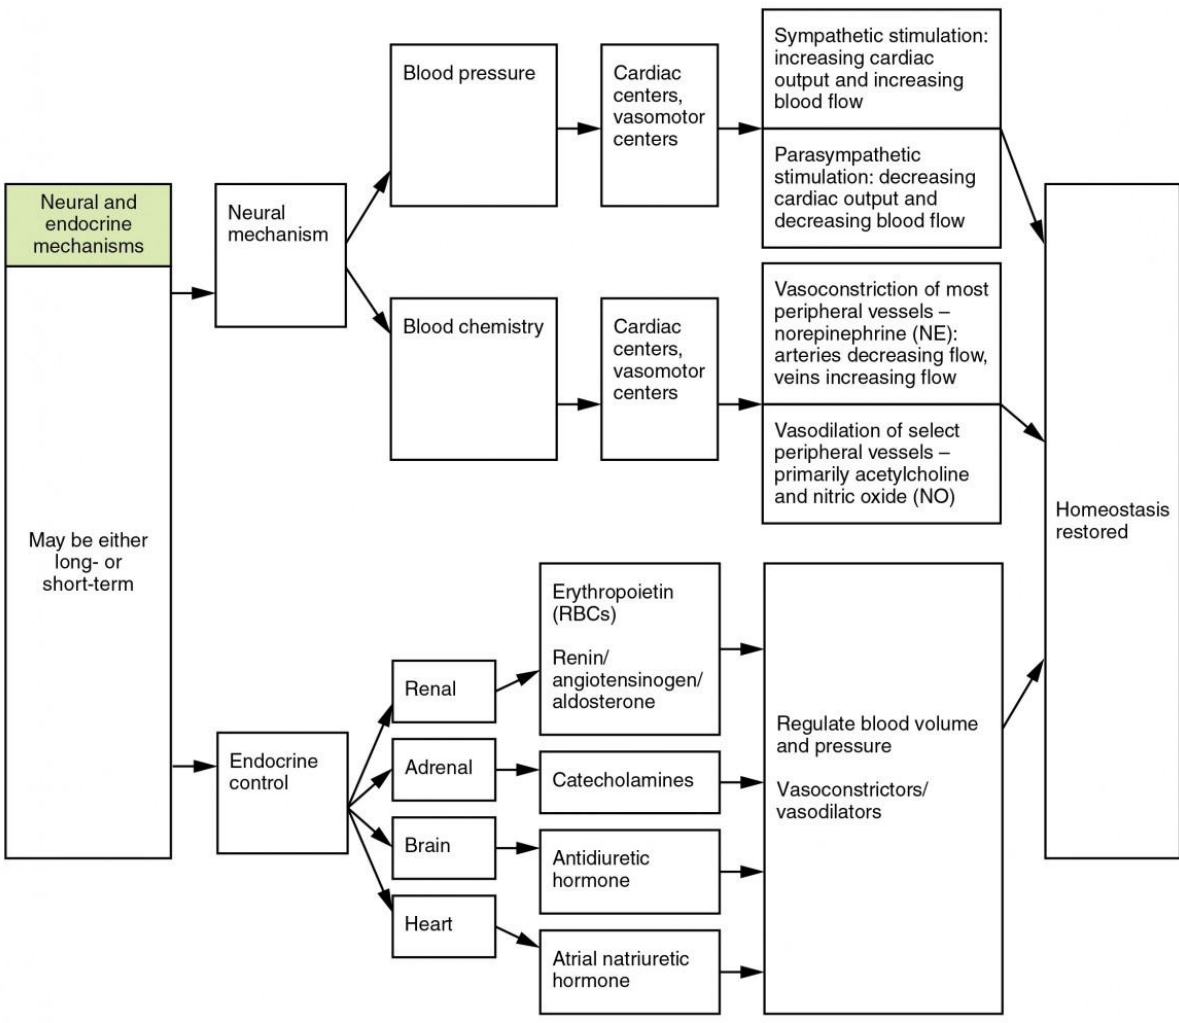 Neural and
endocrine
mechanisms
May be either
long- or
short-term
Neural
mechanism
Blood pressure
Cardiac
centers,
vasomotor
centers
Sympathetic stimulation:
increasing cardiac
output and increasing
blood flow
Parasympathetic
stimulation: decreasing
cardiac output and
decreasing blood flow
Blood chemistry
Cardiac
centers,
vasomotor
centers
Vasoconstriction of most
peripheral vessels –
norepinephrine (NE):
arteries decreasing flow,
veins increasing flow
Vasodilation of select
peripheral vessels –
primarily acetylcholine
and nitric oxide (NO)
Endocrine
control
Renal
Erythropoietin
(RBCs)
Renin/
angiotensinogen/
aldosterone
Adrenal
Catecholamines
Brain
Antidiuretic
hormone
Heart
Atrial natriuretic
hormone
Regulate blood volume
and pressure
Vasoconstrictors/
vasodilators
Homeostasis
restored